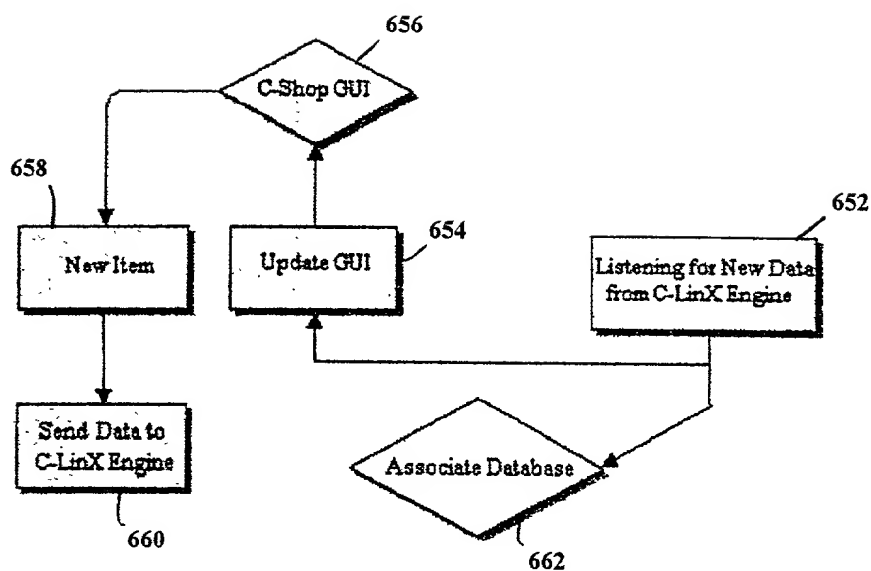 656
C-Shop GUI
658
New Item
Update GUI
654
652
Listening for New Data
from C-LinX Engine
Send Data to
C-LinX Engine
660
Associate Database
662